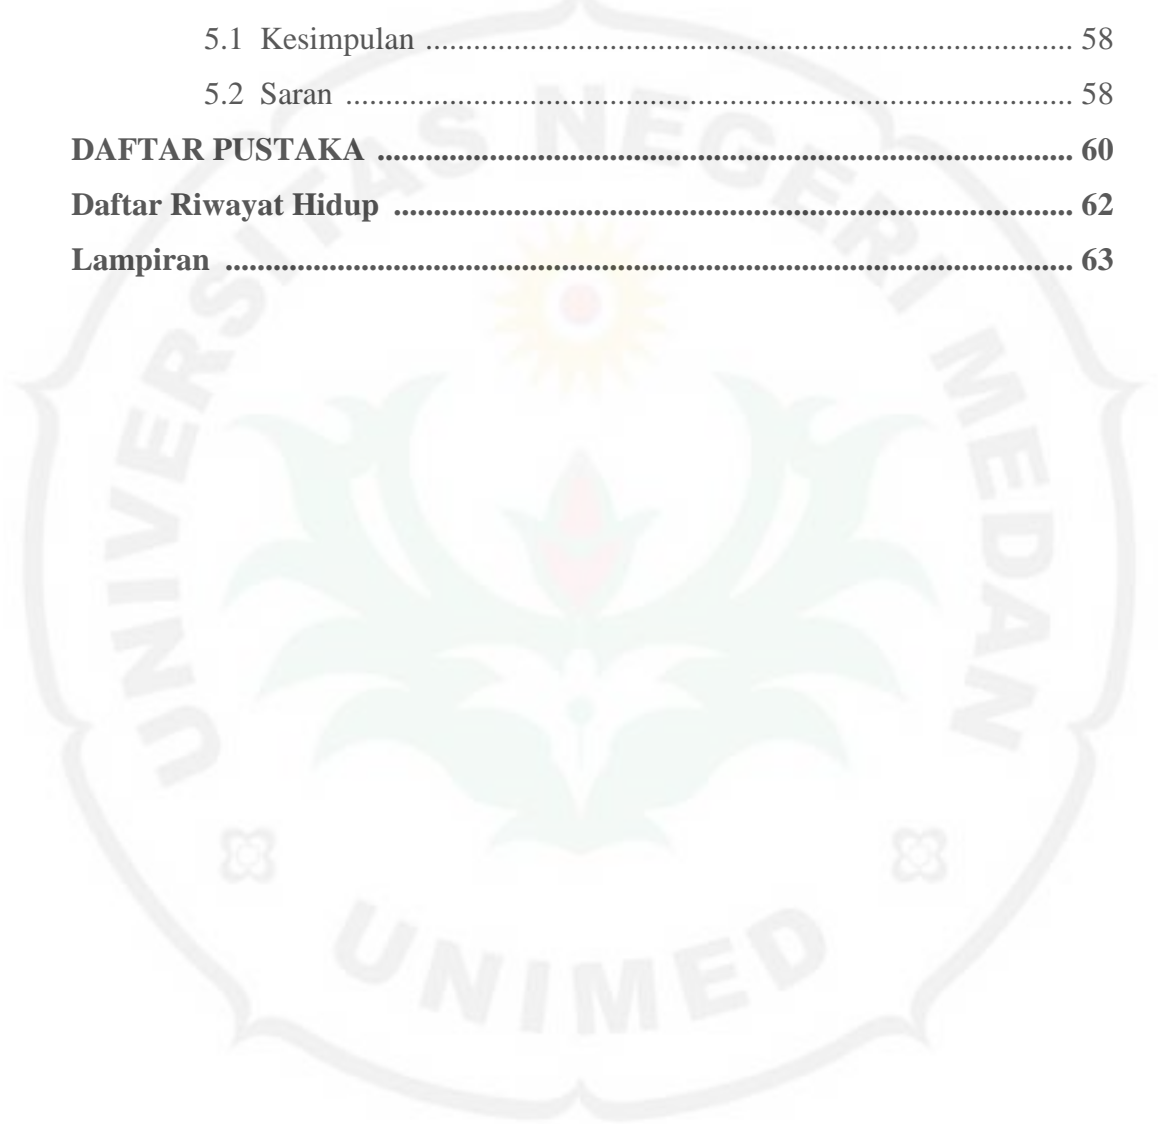 5.1 Kesimpulan ................................................................................. 58
5.2 Saran ........................................................................................... 58
DAFTAR PUSTAKA ....................................................................................... 60
Daftar Riwayat Hidup ..................................................................................... 62
Lampiran .......................................................................................................... 63
UNIVERSITAS NEGERI MEDAN
UNIMED